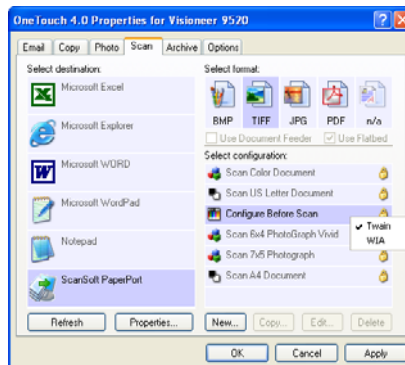 OneTouch 4.0 Properties for Visioneer 9520
Email Copy Photo Scan Archive Options
Select destination:
Microsoft Excel
Microsoft Explorer
Microsoft WORD
Microsoft WordPad
Notepad
ScanSoft PaperPort
Refresh Properties...
Select format:
BMP TIFF JPG PDF n/a
Use Document Feeder Use Flatbed
Select configuration:
Scan Color Document
Scan US Letter Document
Configure Before Scan
Scan 6x4 PhotoGraph Vivid
Scan 7x5 Photograph
Scan A4 Document
Twain
WIA
New... Copy... Edit... Delete
OK Cancel Apply